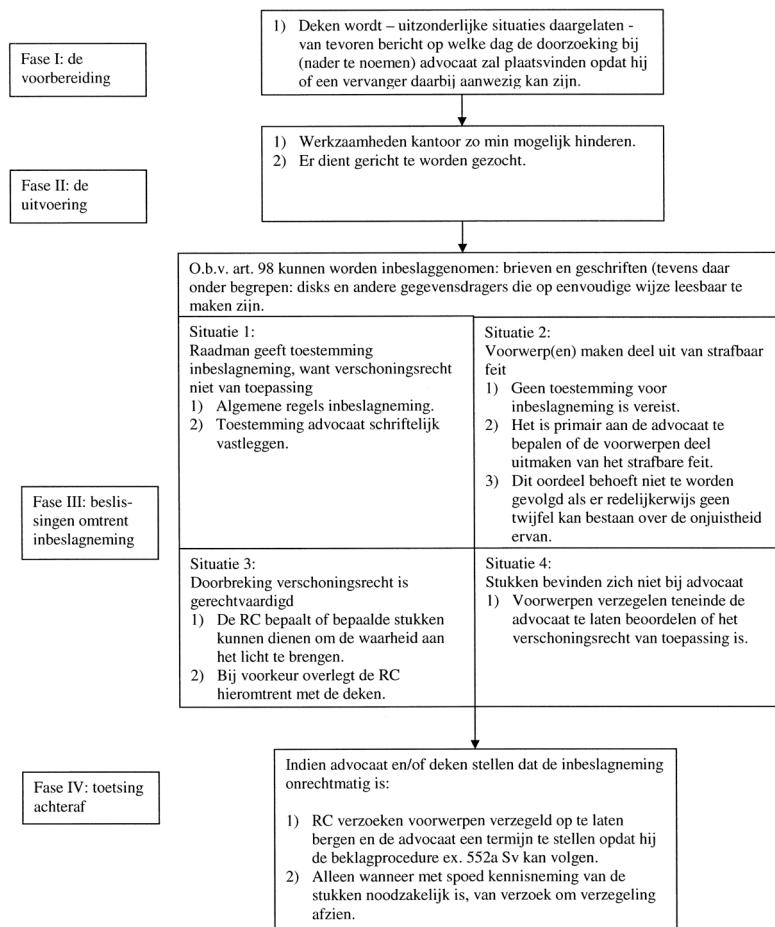 1) Deken wordt – uitzonderlijke situaties daargelaten -
van tevoren bericht op welke dag de doorzoeking bij
(nader te noemen) advocaat zal plaatsvinden opdat hij
of een vervanger daarbij aanwezig kan zijn.
Fase I: de
voorbereiding
1) Werkzaamheden kantoor zo min mogelijk hinderen.
2) Er dient gericht te worden gezocht.
Fase II: de
uitvoering
O.b.v. art. 98 kunnen worden inbeslaggenomen: brieven en geschriften (tevens daar
onder begrepen: disks en andere gegevensdragers die op eenvoudige wijze leesbaar te
maken zijn.
Situatie 1:
Raadman geeft toestemming
inbeslagneming, want verschoningsrecht
niet van toepassing
1) Algemene regels inbeslagneming.
2) Toestemming advocaat schriftelijk
vastleggen.
Situatie 2:
Voorwerp(en) maken deel uit van strafbaar
feit
1) Geen toestemming voor
inbeslagneming is vereist.
2) Het is primair aan de advocaat te
bepalen of de voorwerpen deel
uitmaken van het strafbare feit.
3) Dit oordeel behoeft niet te worden
gevolgd als er redelijkerwijs geen
twijfel kan bestaan over de onjuistheid
ervan.
Fase III: beslis-
singen omtrent
inbeslagneming
Situatie 3:
Doorbreking verschoningsrecht is
gerechtvaardigd
1) De RC bepaalt of bepaalde stukken
kunnen dienen om de waarheid aan
het licht te brengen.
2) Bij voorkeur overlegt de RC
hieromtrent met de deken.
Situatie 4:
Stukken bevinden zich niet bij advocaat
1) Voorwerpen verzegelen teneinde de
advocaat te laten beoordelen of het
verschoningsrecht van toepassing is.
Fase IV: toetsing
achteraf
Indien advocaat en/of deken stellen dat de inbeslagneming
onrechtmatig is:
1) RC verzoeken voorwerpen verzegeld op te laten
bergen en de advocaat een termijn te stellen opdat hij
de beklagprocedure ex. 552a Sv kan volgen.
2) Alleen wanneer met spoed kennisneming van de
stukken noodzakelijk is, van verzoek om verzegeling
afzien.